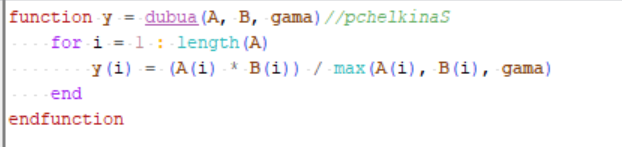 function y = dubua(A, B, gama)//pchelkinaS
    for i = 1 : length(A)
        y(i) = (A(i) * B(i)) / max(A(i), B(i), gama)
    end
endfunction